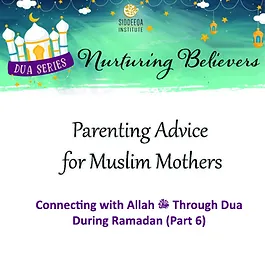 SIDDEEQA
INSTITUTE
DUA SERIES
Nurturing Believers
Parenting Advice
for Muslim Mothers
Connecting with Allah ﷻ Through Dua
During Ramadan (Part 6)